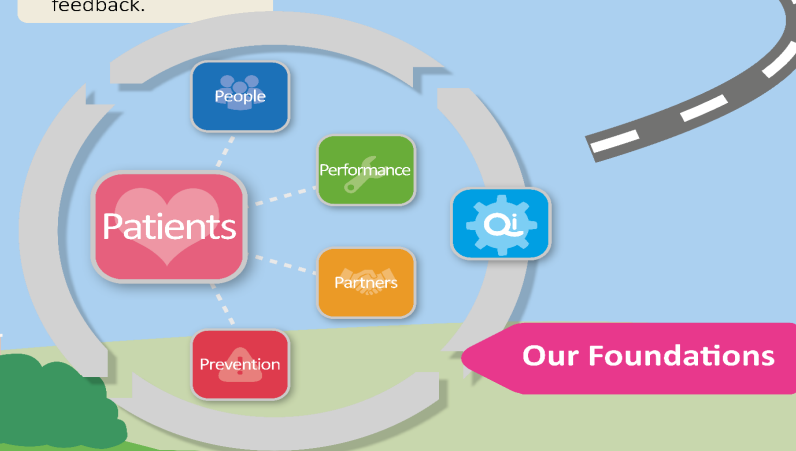 feedback.
People
Performance
Patients
Qi
Partners
Our Foundations
Prevention